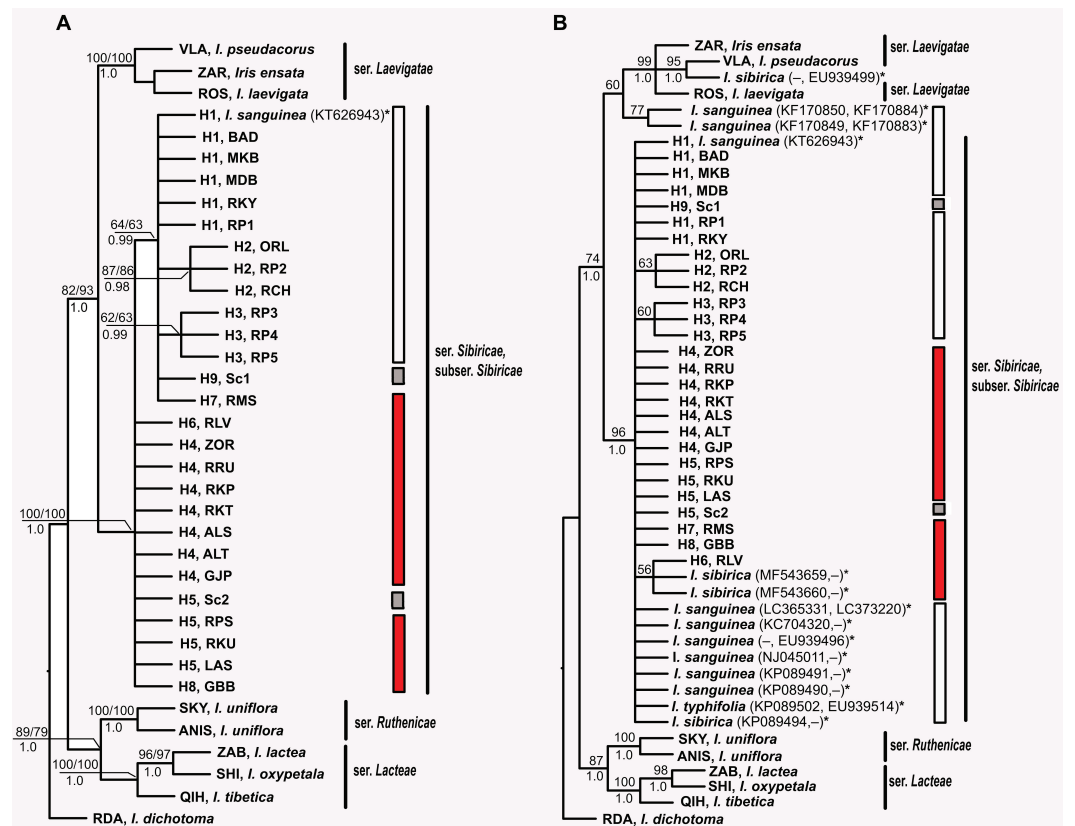 A
100/100
1.0
VLA, I. pseudacorus
ZAR, Iris ensata
ROS, I. laevigata
ser. Laevigatae
H1, I. sanguinea (KT626943)*
H1, BAD
H1, MKB
H1, MDB
H1, RKY
H1, RP1
64/63
0.99
H2, ORL
H2, RP2
H2, RCH
87/86
0.98
82/93
1.0
H3, RP3
H3, RP4
H3, RP5
62/63
0.99
H9, Sc1
H7, RMS
ser. Sibiricae,
subser. Sibiricae
H6, RLV
H4, ZOR
H4, RRU
H4, RKP
H4, RKT
H4, ALS
H4, ALT
H4, GJP
100/100
1.0
H5, Sc2
H5, RPS
H5, RKU
H5, LAS
H8, GBB
SKY, I. uniflora
ANIS, I. uniflora
100/100
1.0
ser. Ruthenicae
89/79
1.0
ZAB, I. lactea
SHI, I. oxypetala
QIH, I. tibetica
96/97
1.0
100/100
1.0
ser. Lacteae
RDA, I. dichotoma
B
ZAR, Iris ensata
VLA, I. pseudacorus
I. sibirica (–, EU939499)*
ROS, I. laevigata
99
1.0
95
1.0
ser. Laevigatae
ser. Laevigatae
60
77
I. sanguinea (KF170850, KF170884)*
I. sanguinea (KF170849, KF170883)*
H1, I. sanguinea (KT626943)*
H1, BAD
H1, MKB
H1, MDB
H9, Sc1
H1, RP1
H1, RKY
H2, ORL
H2, RP2
H2, RCH
63
74
1.0
H3, RP3
H3, RP4
H3, RP5
60
H4, ZOR
H4, RRU
H4, RKP
H4, RKT
H4, ALS
H4, ALT
H4, GJP
ser. Sibiricae,
subser. Sibiricae
96
1.0
H5, RPS
H5, RKU
H5, LAS
H5, Sc2
H7, RMS
H8, GBB
H6, RLV
I. sibirica (MF543659,–)*
I. sibirica (MF543660,–)*
56
I. sanguinea (LC365331, LC373220)*
I. sanguinea (KC704320,–)*
I. sanguinea (–, EU939496)*
I. sanguinea (NJ045011,–)*
I. sanguinea (KP089491,–)*
I. sanguinea (KP089490,–)*
I. typhifolia (KP089502, EU939514)*
I. sibirica (KP089494,–)*
SKY, I. uniflora
ANIS, I. uniflora
100
1.0
ser. Ruthenicae
87
1.0
ZAB, I. lactea
SHI, I. oxypetala
QIH, I. tibetica
98
1.0
100
1.0
ser. Lacteae
RDA, I. dichotoma